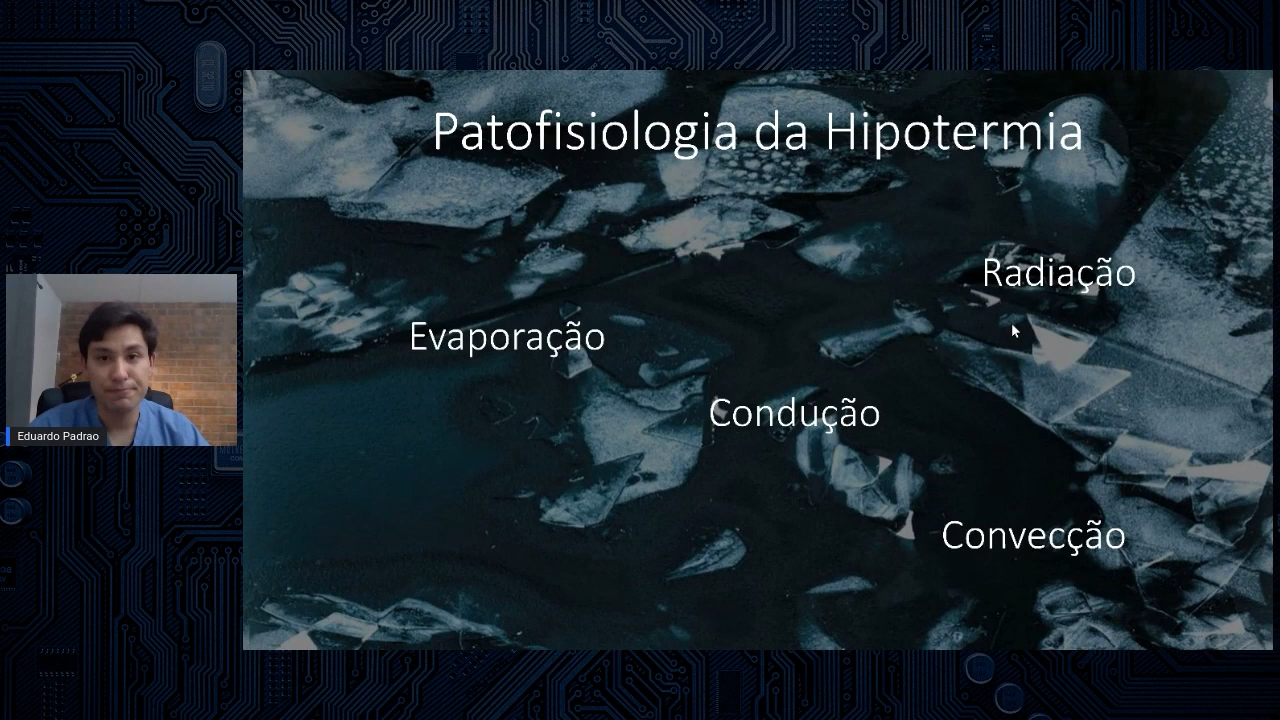 Patofisiologia da Hipotermia
Radiação
Evaporação
Condução
Convecção
Eduardo Padrao